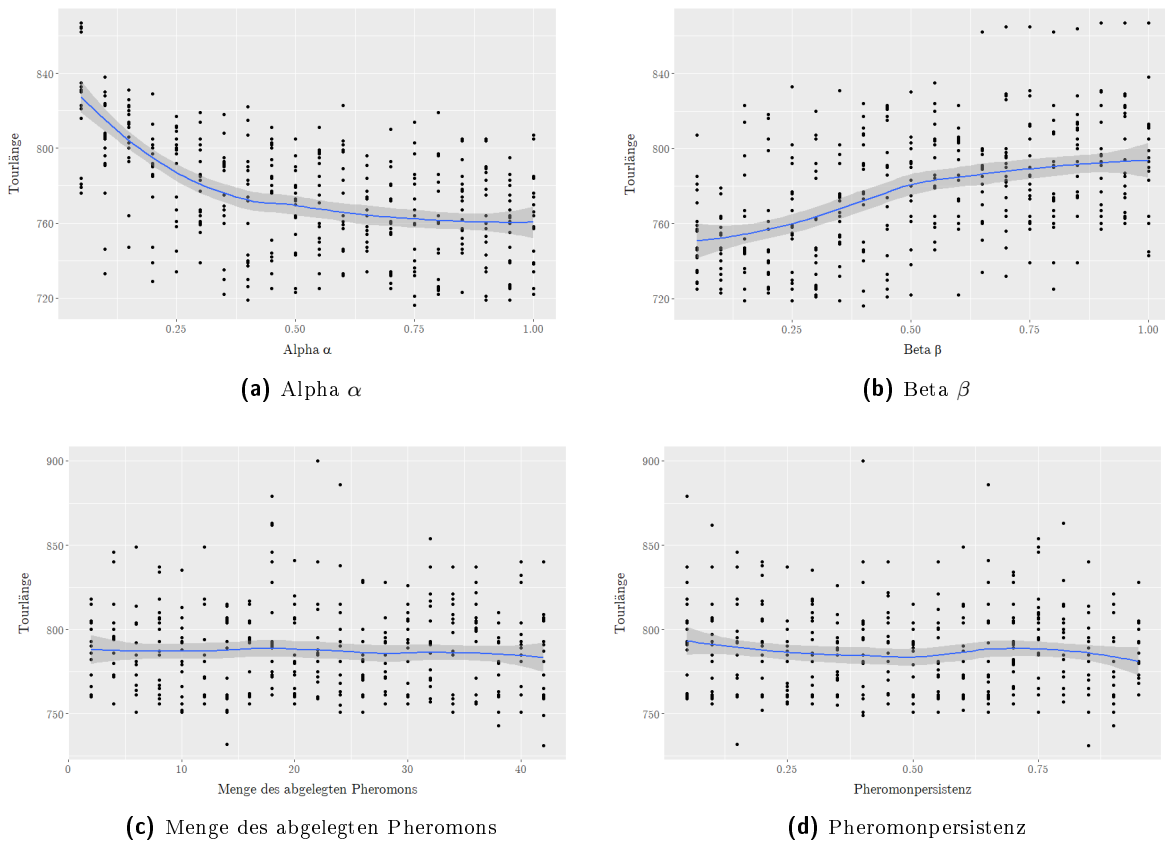 840
800
760
720
Tourlänge
0.25
0.50
0.75
1.00
Alpha α
(a) Alpha α
840
800
760
720
Tourlänge
0.25
0.50
0.75
1.00
Beta β
(b) Beta β
900
850
800
750
Tourlänge
0
10
20
30
40
Menge des abgelegten Pheromons
(c) Menge des abgelegten Pheromons
900
850
800
750
Tourlänge
0.25
0.50
0.75
Pheromonpersistenz
(d) Pheromonpersistenz